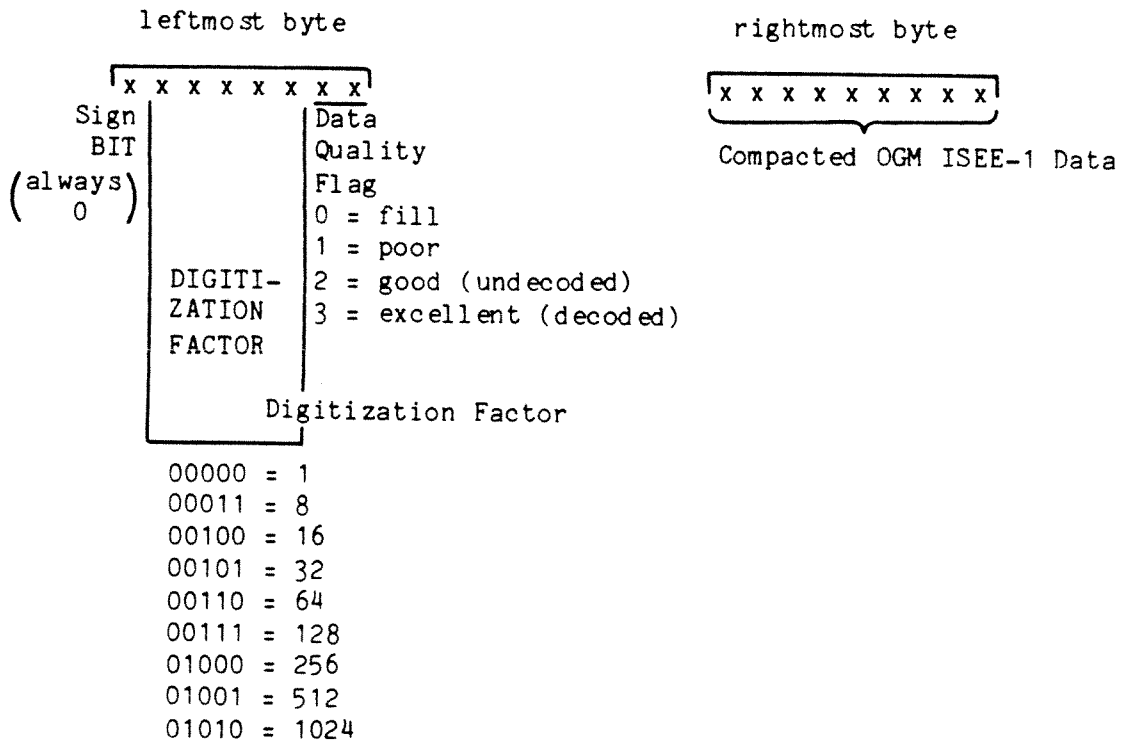 leftmost byte
rightmost byte
x x x x x x x x
x x x x x x x x x
Sign
BIT
(always)
0
Data
Quality
Flag
0 = fill
1 = poor
2 = good (undecoded)
3 = excellent (decoded)
Compacted OGM ISEE-1 Data
DIGITI-
ZATION
FACTOR
Digitization Factor
00000 = 1
00011 = 8
00100 = 16
00101 = 32
00110 = 64
00111 = 128
01000 = 256
01001 = 512
01010 = 1024